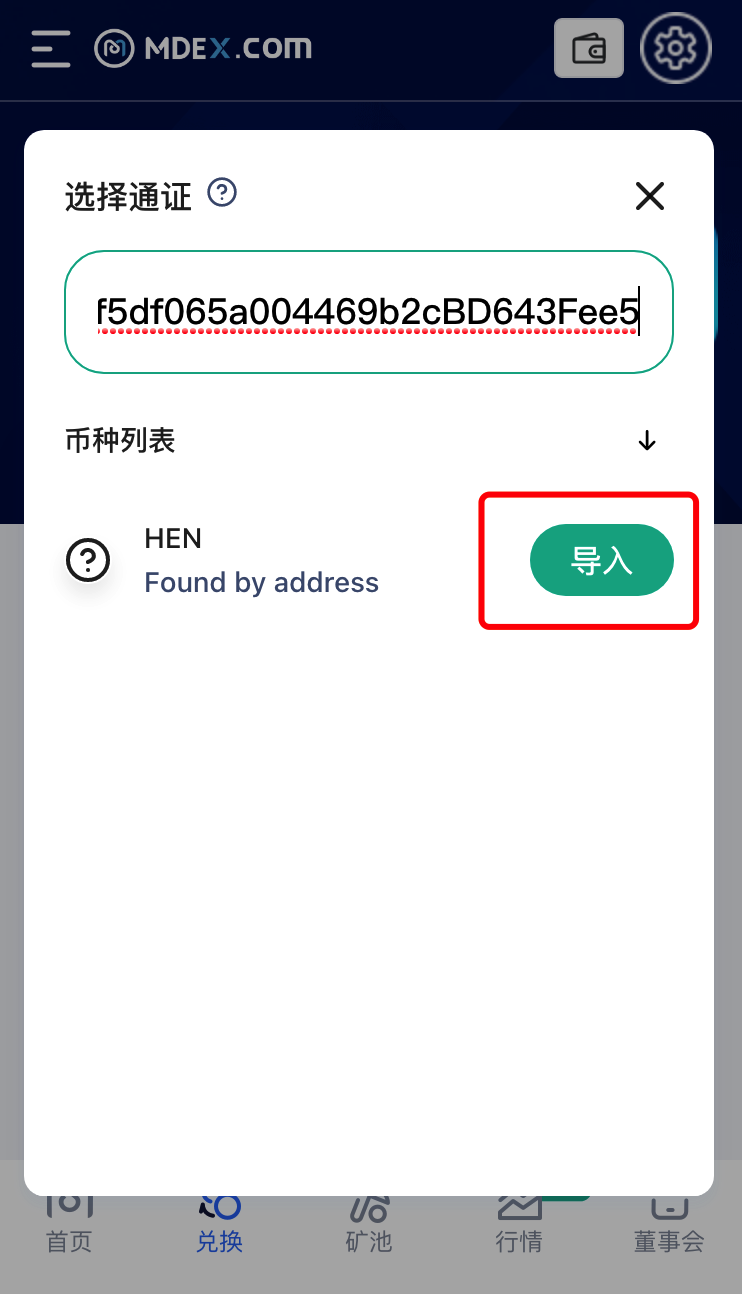 MDEX.COM
选择通证
f5df065a004469b2cBD643Fee5
币种列表
HEN
Found by address
导入
首页
兑换
矿池
行情
董事会